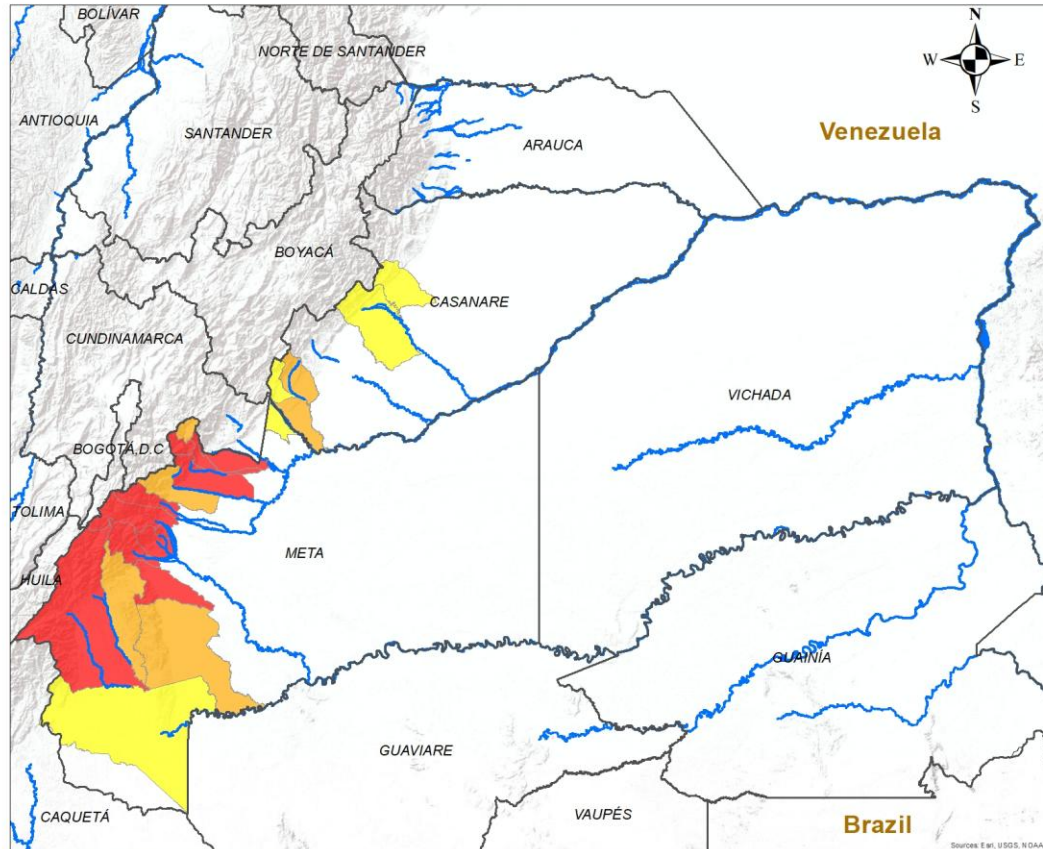 BOLÍVAR
N
NORTE DE SANTANDER
W E
S
ANTIOQUIA
SANTANDER
ARAUCA
Venezuela
BOYACÁ
CALDAS
CASANARE
CUNDINAMARCA
VICHADA
BOGOTÁ,D.C
TOLIMA
META
HUILA
GUAINÍA
GUAVIARE
CAQUETÁ
VAUPÉS
Brazil
Sources: Esri, USGS, NOAA